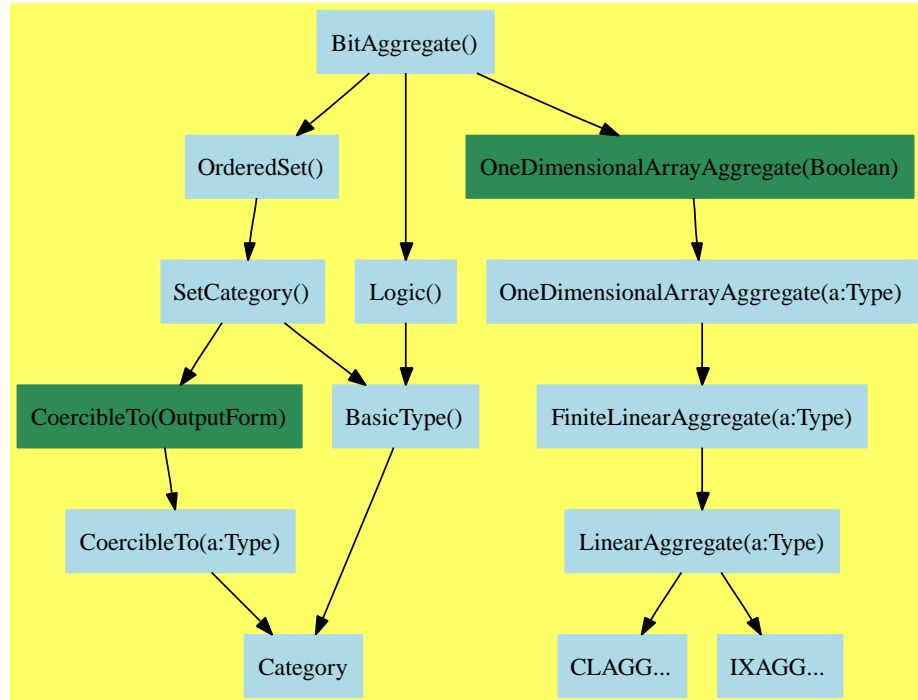 BitAggregate()
OrderedSet()
OneDimensionalArrayAggregate(Boolean)
SetCategory()
Logic()
OneDimensionalArrayAggregate(a:Type)
CoercibleTo(OutputForm)
BasicType()
FiniteLinearAggregate(a:Type)
CoercibleTo(a:Type)
LinearAggregate(a:Type)
Category
CLAGG...
IXAGG...